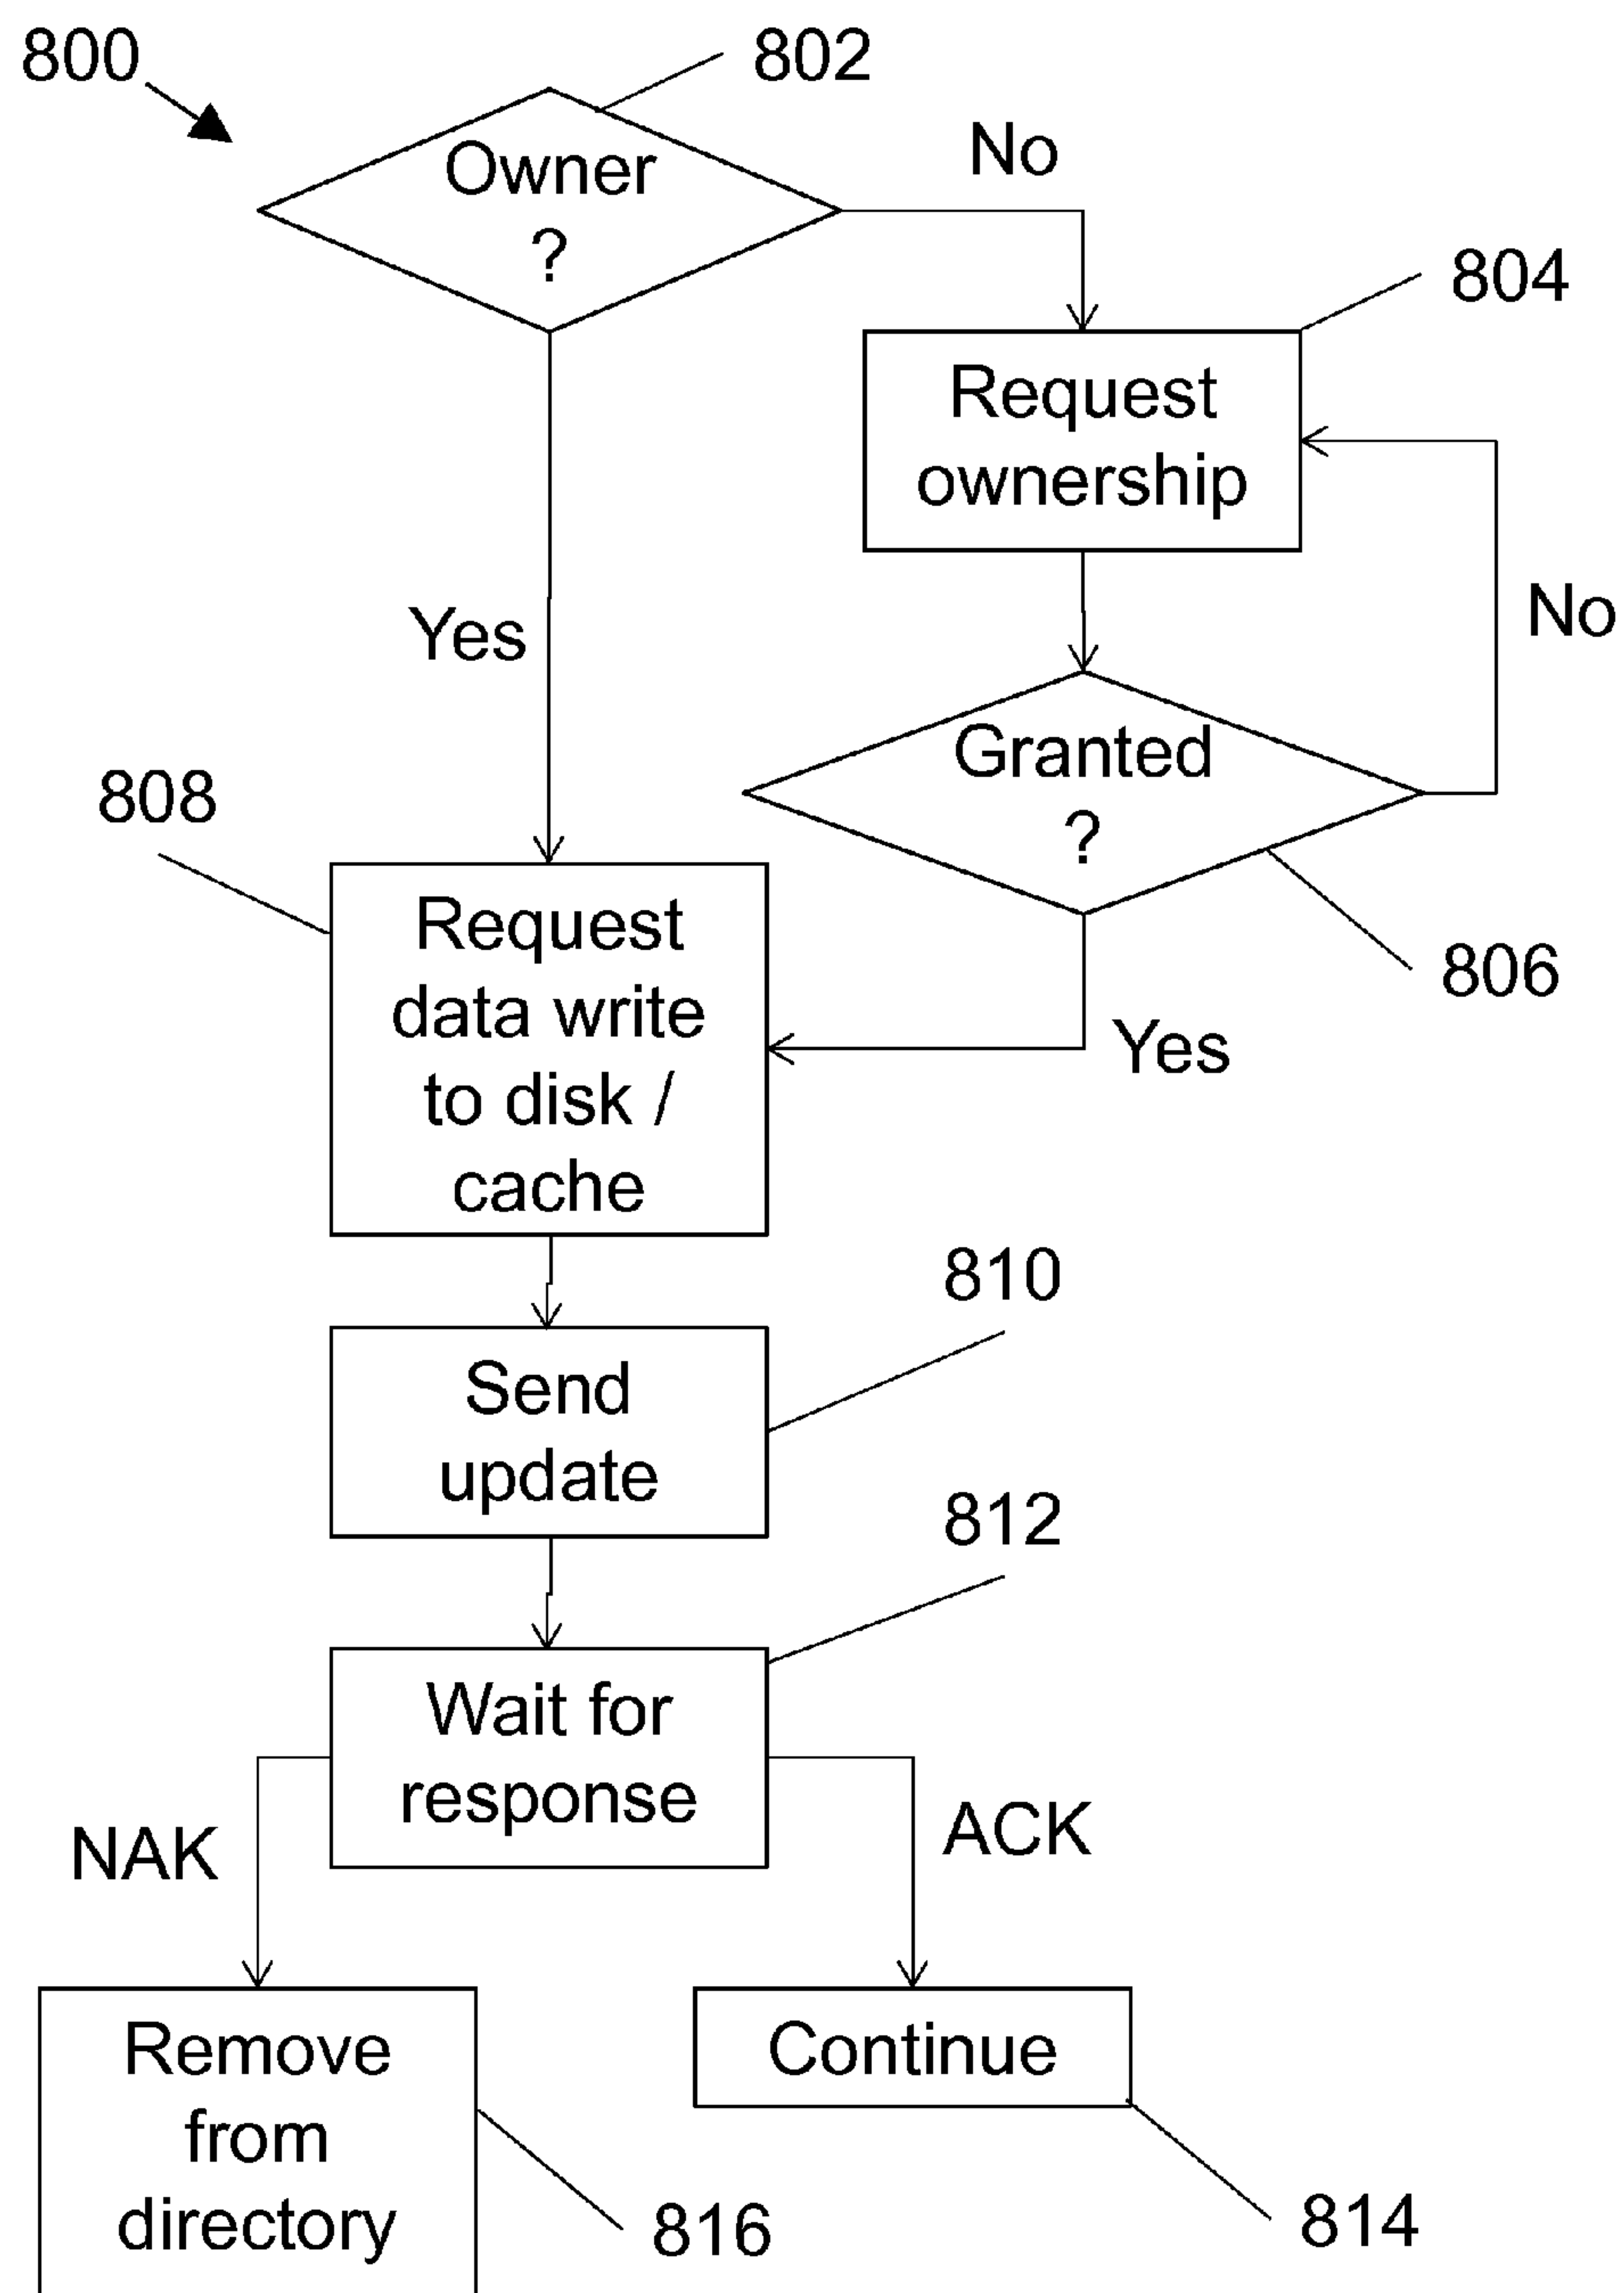 800
802
Owner
?
No
804
Request
ownership
No
Yes
Granted
?
806
Yes
808
Request
data write
to disk /
cache
810
Send
update
812
Wait for
response
NAK
ACK
Remove
from
directory
816
Continue
814